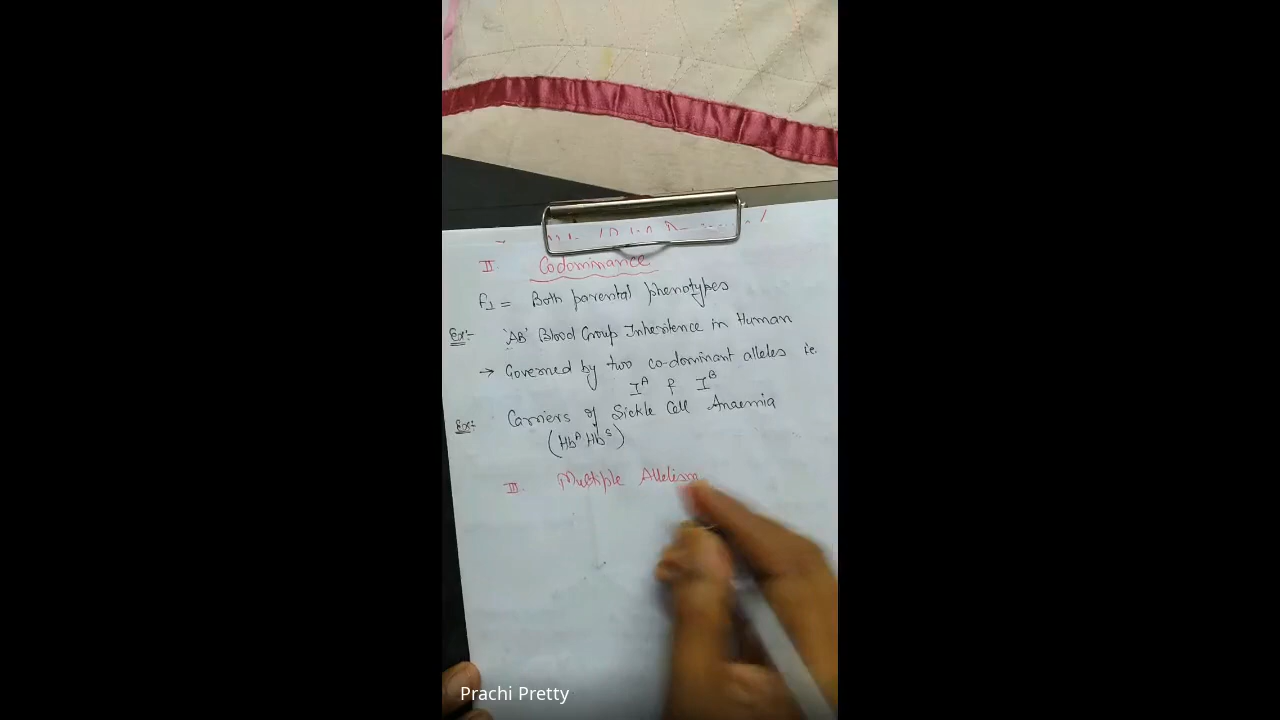 II. Codominance
F1 = Both parental phenotypes
Ex:- 'AB' Blood Group Inheritence in Human
→ Governed by two co-dominant alleles i.e.
I^A & I^B
Ex:- Carriers of Sickle Cell Anaemia
(Hb^A Hb^S)
III. Multiple Allelism
Prachi Pretty